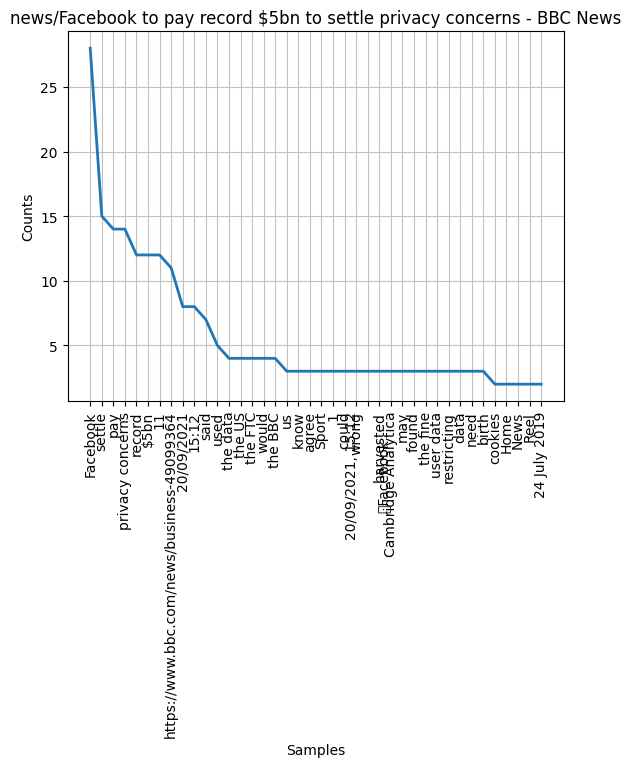 news/Facebook to pay record $5bn to settle privacy concerns - BBC News
Counts
25
20
15
10
5
Facebook
settle
pay
privacy concerns
record
$5bn
11
https://www.bbc.com/news/business-49099364
20/09/2021
15:12
said
used
the data
the US
the FTC
would
the BBC
us
know
agree
Sport
1
could
20/09/2021, 15:12
wrong
harvested
Cambridge Analytica
may
found
the fine
user data
restricting
data
need
birth
cookies
Home
News
Reel
24 July 2019
Samples